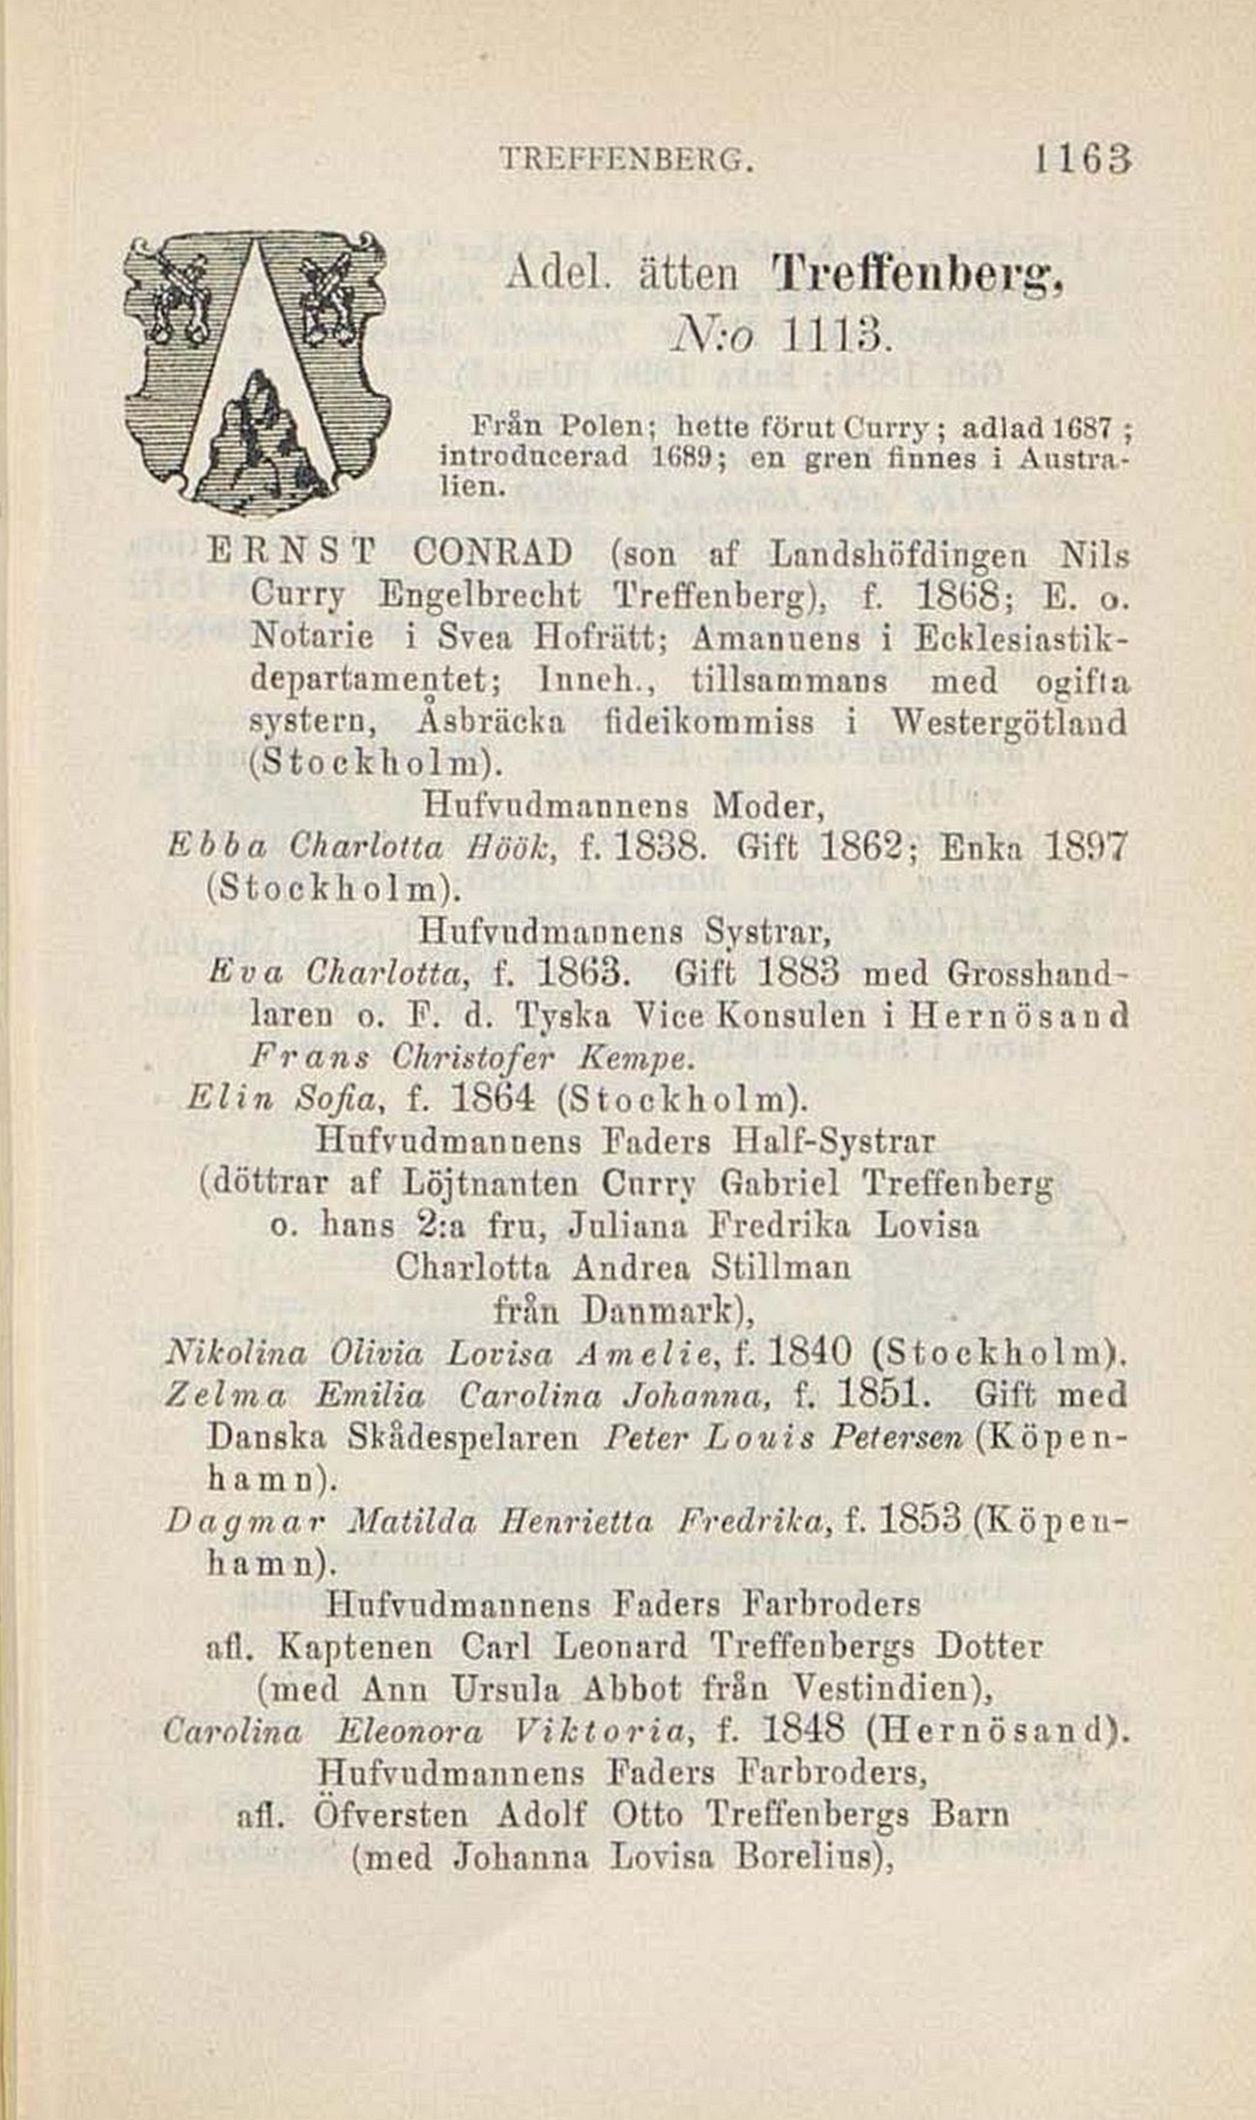 TREFFENBERG. 1163
Adel. ätten Treffenberg,
N:o 1113.
Från Polen; hette förut Curry; adlad 1687;
introducerad 1689; en gren finnes i Austra-
lien.
ERNST CONRAD (son af Landshöfdingen Nils
Curry Engelbrecht Treffenberg), f. 1868; E. o.
Notarie i Svea Hofrätt; Amanuens i Ecklesiastik-
departamentet; Inneh., tillsammans med ogifta
systern, Åsbräcka fideikommiss i Westergötland
(Stockholm).
Hufvudmannens Moder,
Ebba Charlotta Höök, f. 1838. Gift 1862; Enka 1897
(Stockholm).
Hufvudmannens Systrar,
Eva Charlotta, f. 1863. Gift 1883 med Grosshand-
laren o. F. d. Tyska Vice Konsulen i Hernösand
Frans Christofer Kempe.
Elin Sofia, f. 1864 (Stockholm).
Hufvudmannens Faders Half-Systrar
(döttrar af Löjtnanten Curry Gabriel Treffenberg
o. hans 2:a fru, Juliana Fredrika Lovisa
Charlotta Andrea Stillman
från Danmark),
Nikolina Olivia Lovisa Amelie, f. 1840 (Stockholm).
Zelma Emilia Carolina Johanna, f. 1851. Gift med
Danska Skådespelaren Peter Louis Petersen (Köpen-
hamn).
Dagmar Matilda Henrietta Fredrika, f. 1853 (Köpen-
hamn).
Hufvudmannens Faders Farbroders
afl. Kaptenen Carl Leonard Treffenbergs Dotter
(med Ann Ursula Abbot från Vestindien),
Carolina Eleonora Viktoria, f. 1848 (Hernösand).
Hufvudmannens Faders Farbroders,
afl. Öfversten Adolf Otto Treffenbergs Barn
(med Johanna Lovisa Borelius),